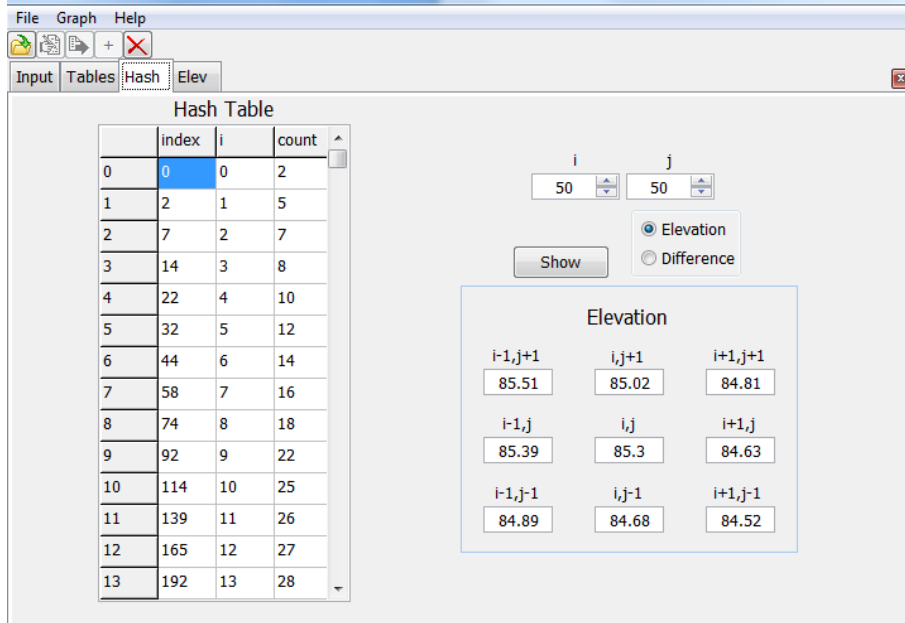 File Graph Help
+
Input Tables Hash Elev
Hash Table
index i count
0 0 0 2
1 2 1 5
2 7 2 7
3 14 3 8
4 22 4 10
5 32 5 12
6 44 6 14
7 58 7 16
8 74 8 18
9 92 9 22
10 114 10 25
11 139 11 26
12 165 12 27
13 192 13 28
i j
50 50
Elevation
Difference
Show
Elevation
i-1,j+1 i,j+1 i+1,j+1
85.51 85.02 84.81
i-1,j i,j i+1,j
85.39 85.3 84.63
i-1,j-1 i,j-1 i+1,j-1
84.89 84.68 84.52